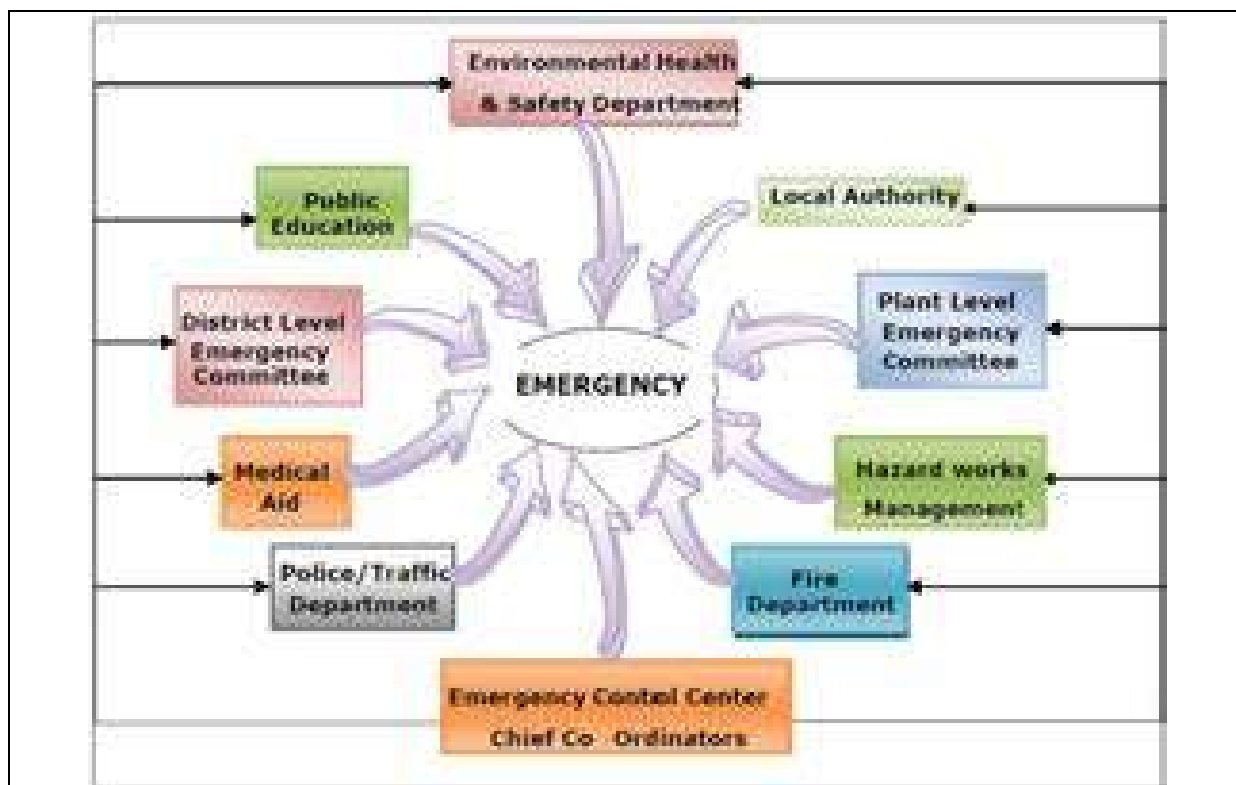 Environmental Health
& Safety Department
Public
Education
Local Authority
District Level
Emergency
Committee
Plant Level
Emergency
Committee
EMERGENCY
Medical
Aid
Hazard works
Management
Police/Traffic
Department
Fire
Department
Emergency Contol Center
Chief Co Ordinators